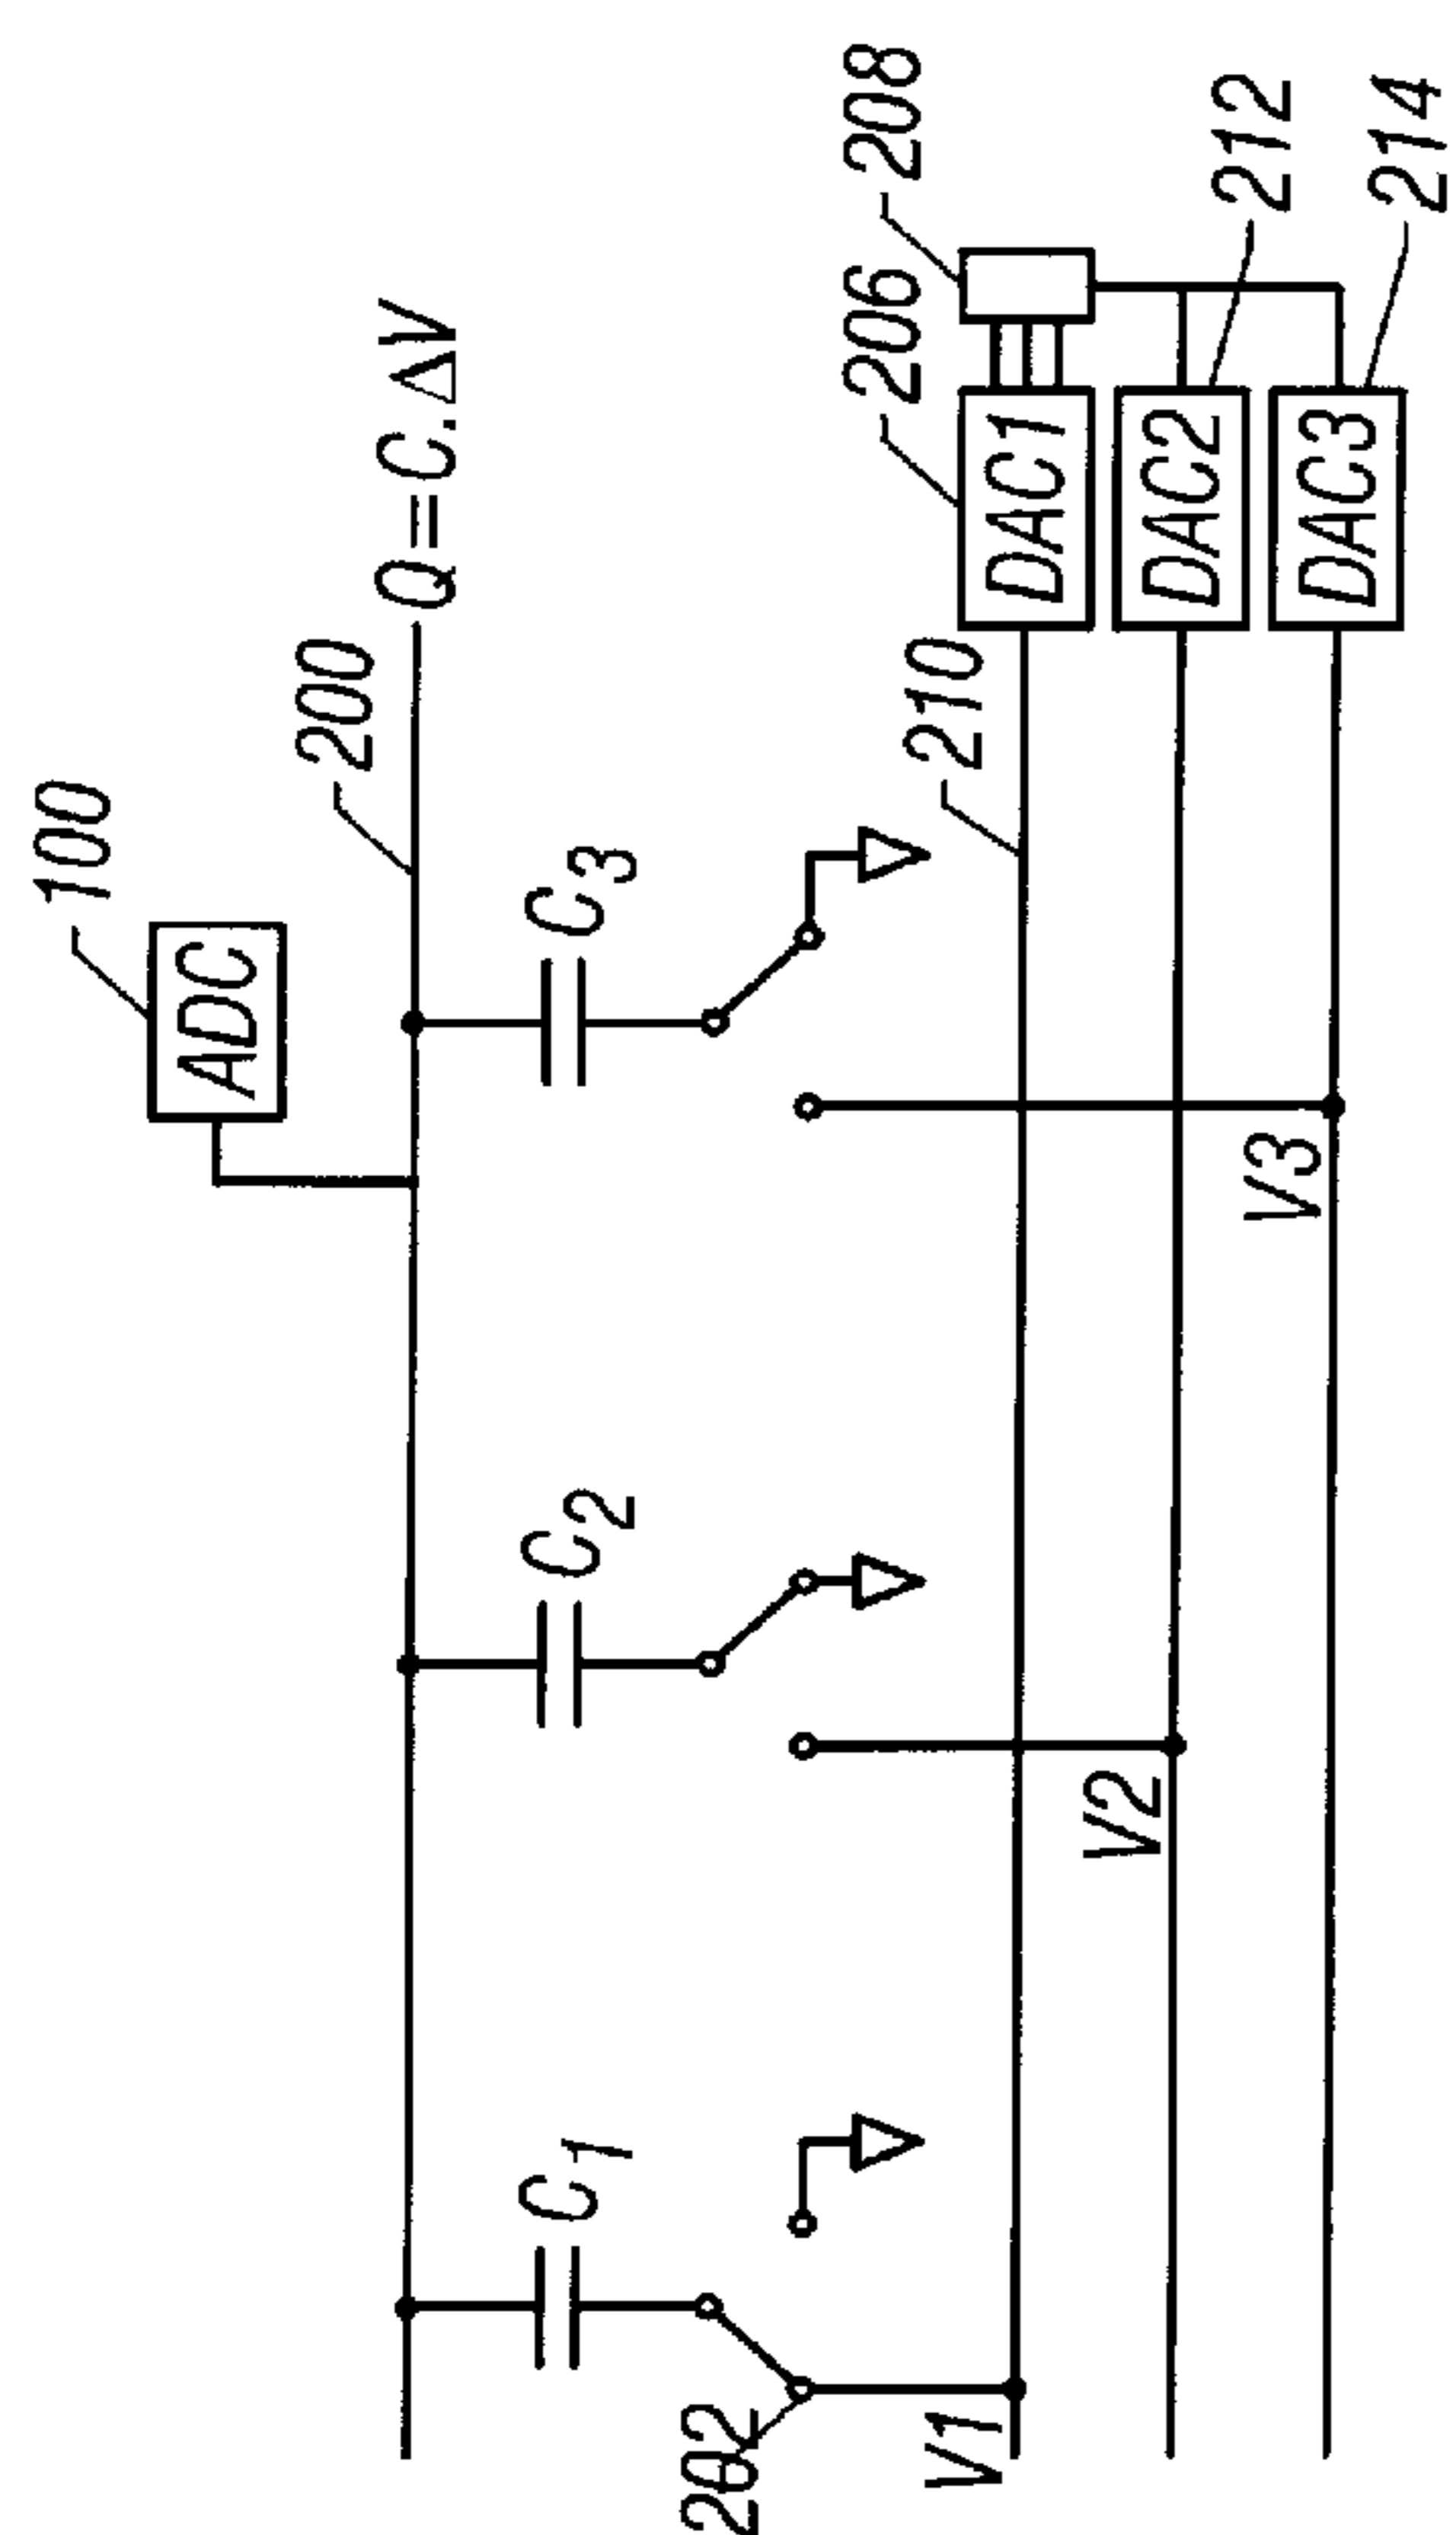 100
ADC
200
Q=C.ΔV
C1
C2
C3
202
210
206
208
V1
DAC1
V2
DAC2
212
V3
DAC3
214